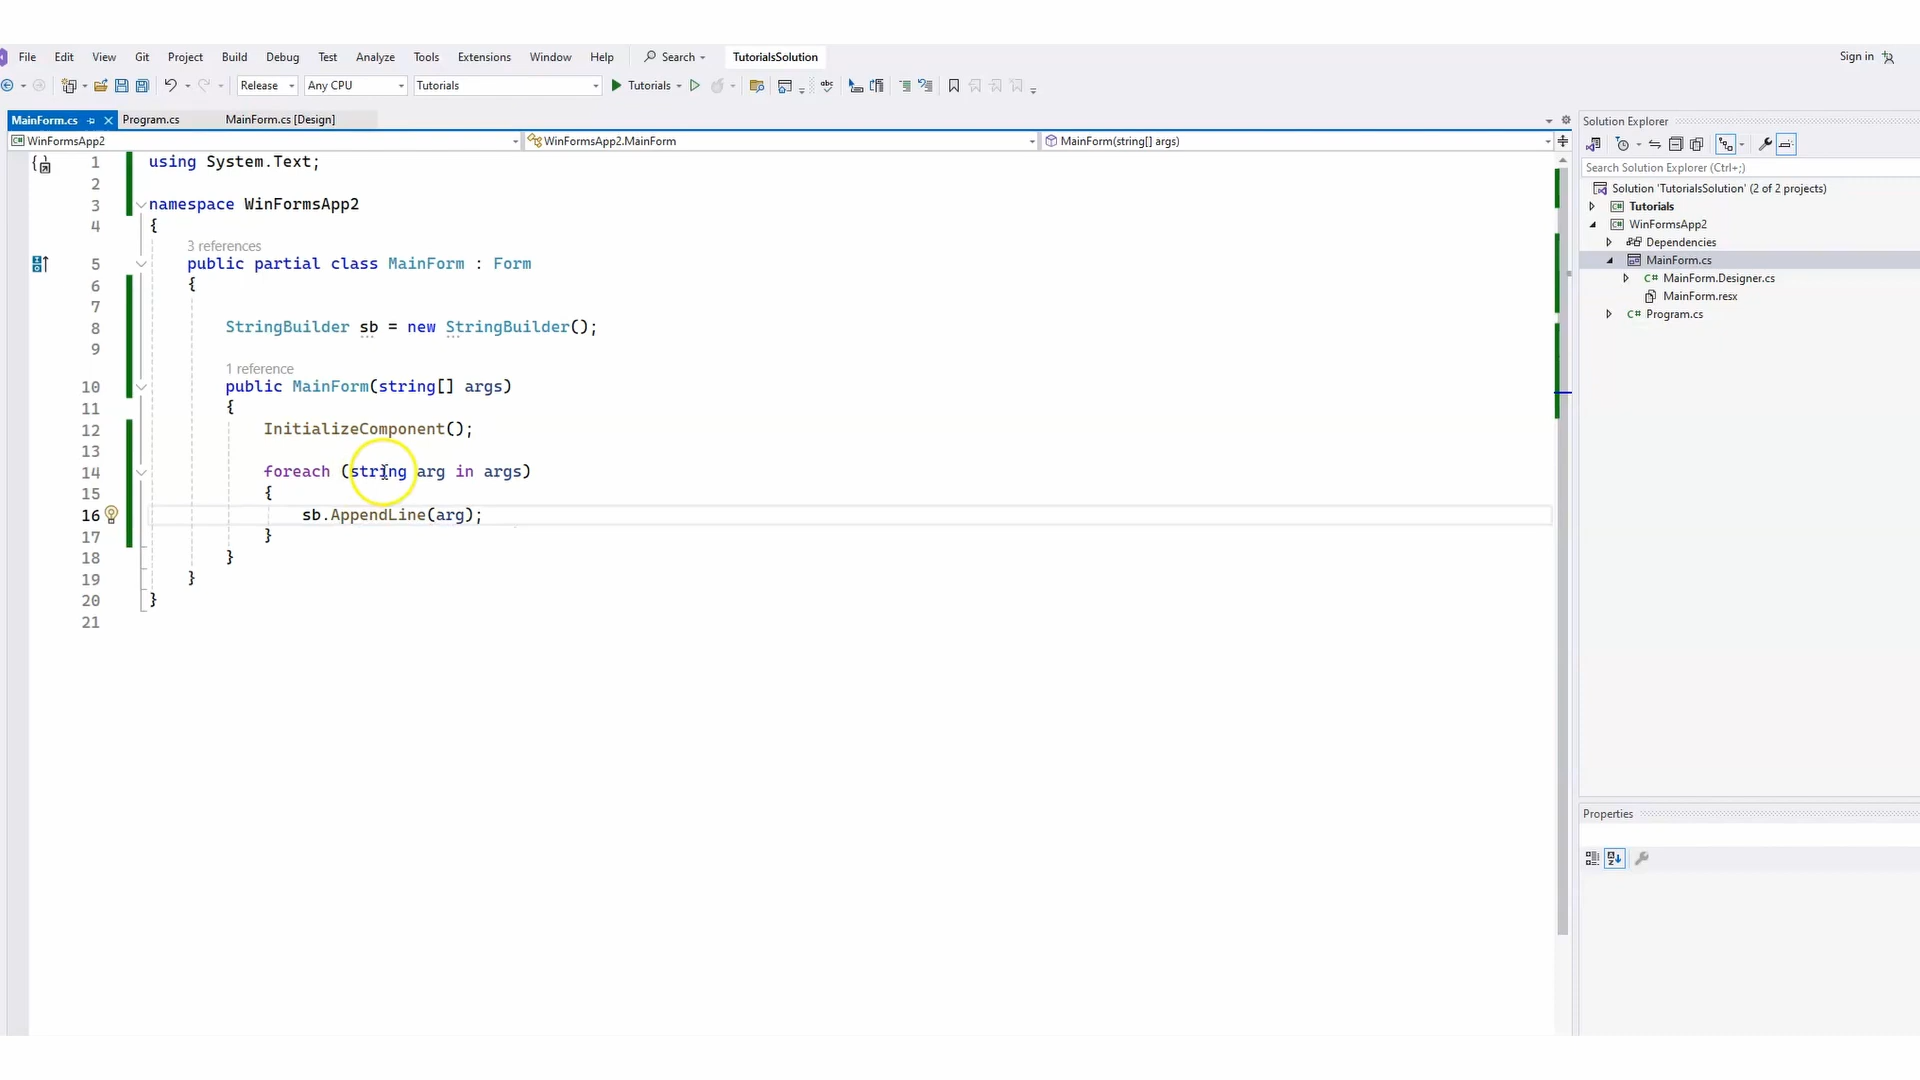 File Edit View Git Project Build Debug Test Analyze Tools Extensions Window Help Search TutorialsSolution Sign in
Release Any CPU Tutorials Tutorials
MainForm.cs Program.cs MainForm.cs [Design]
WinFormsApp2 WinFormsApp2.MainForm MainForm(string[] args)
1 using System.Text;
2
3 namespace WinFormsApp2
4 {
3 references
5 public partial class MainForm : Form
6 {
7
8 StringBuilder sb = new StringBuilder();
9
1 reference
10 public MainForm(string[] args)
11 {
12 InitializeComponent();
13
14 foreach (string arg in args)
15 {
16 sb.AppendLine(arg);
17 }
18 }
19 }
20 }
21
Solution Explorer
Search Solution Explorer (Ctrl+;)
Solution 'TutorialsSolution' (2 of 2 projects)
C# Tutorials
C# WinFormsApp2
Dependencies
MainForm.cs
C# MainForm.Designer.cs
MainForm.resx
C# Program.cs
Properties